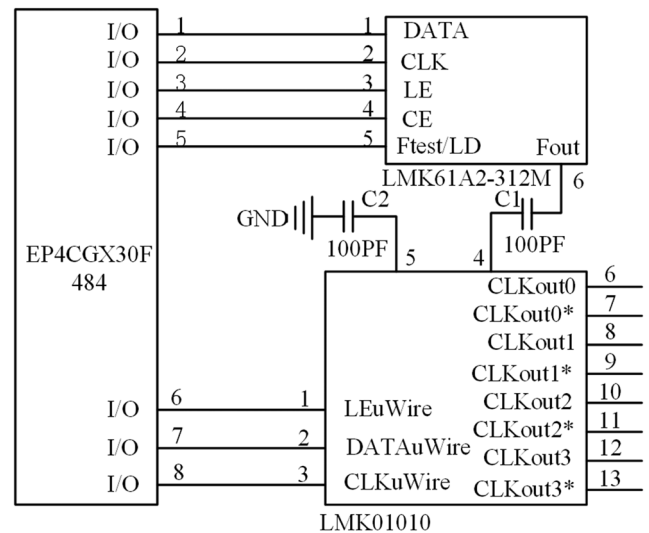 I/O 1 1 DATA
I/O 2 2 CLK
I/O 3 3 LE
I/O 4 4 CE
I/O 5 5 Ftest/LD Fout
LMK61A2-312M 6
C2 C1
GND
100PF 100PF
5 4
EP4CGX30F
484
CLKout0 6
CLKout0* 7
CLKout1 8
CLKout1* 9
CLKout2 10
CLKout2* 11
CLKout3 12
CLKout3* 13
I/O 6 1 LEuWire
I/O 7 2 DATAuWire
I/O 8 3 CLKuWire
LMK01010